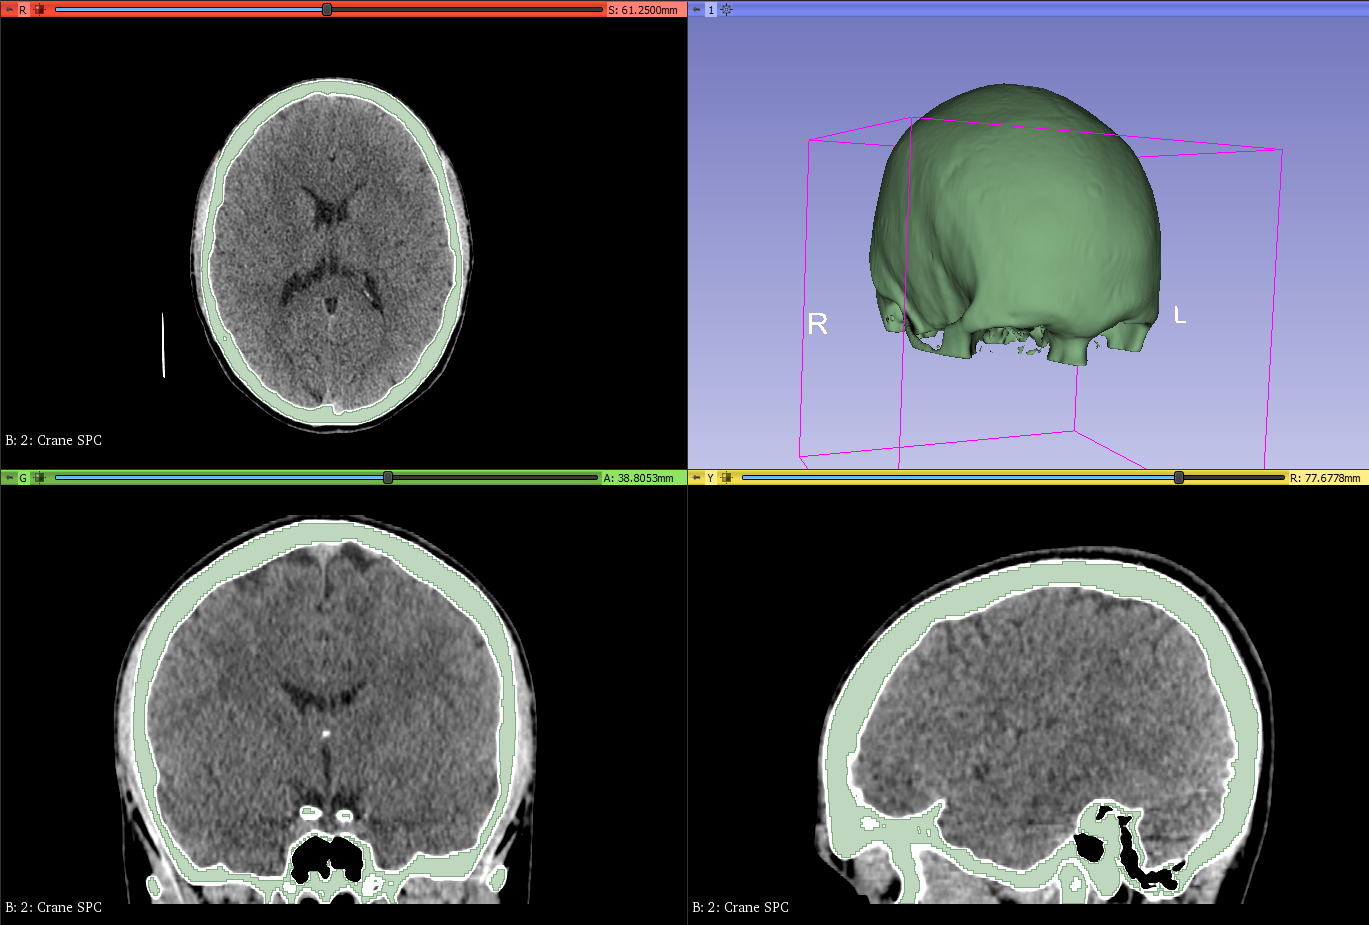 R
S: 61.2500mm
1
B: 2: Crane SPC
R
L
G
A: 38.8053mm
Y
R: 77.6778mm
B: 2: Crane SPC
B: 2: Crane SPC